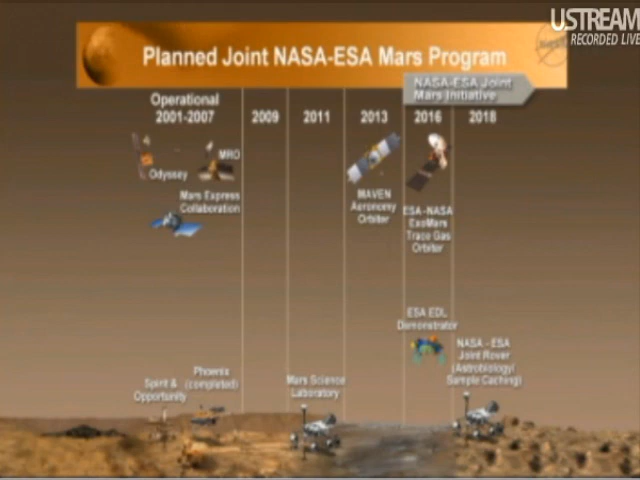 USTREAM
RECORDED LIVE
Planned Joint NASA-ESA Mars Program
NASA-ESA Joint
Mars Initiative
Operational
2001-2007
2009
2011
2013
2016
2018
Odyssey
MRO
Mars Express
Collaboration
MAVEN
Aeronomy
Orbiter
ESA-NASA
ExoMars
Trace Gas
Orbiter
ESA EDL
Demonstrator
NASA - ESA
Joint Rover
(Astrobiology/
Sample Caching)
Spirit &
Opportunity
Phoenix
(completed)
Mars Science
Laboratory